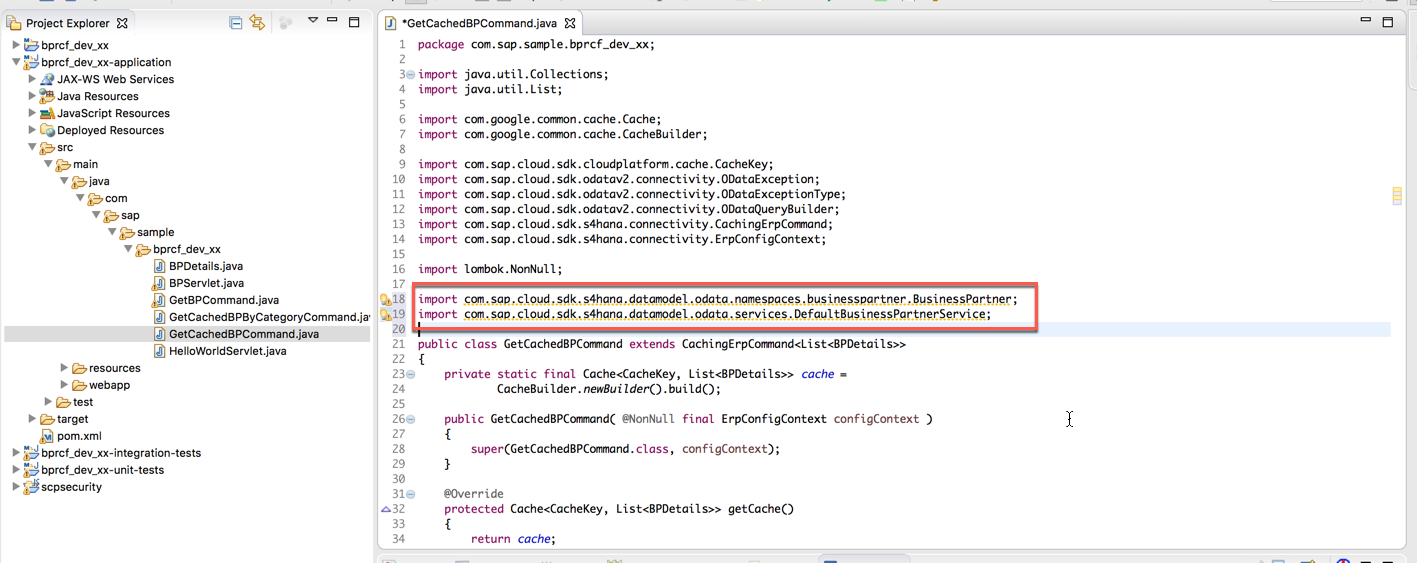 Project Explorer
bprcf_dev_xx
bprcf_dev_xx-application
JAX-WS Web Services
Java Resources
JavaScript Resources
Deployed Resources
src
main
java
com
sap
sample
bprcf_dev_xx
BPDetails.java
BPServlet.java
GetBPCommand.java
GetCachedBPByCategoryCommand.jav
GetCachedBPCommand.java
HelloWorldServlet.java
resources
webapp
test
target
pom.xml
bprcf_dev_xx-integration-tests
bprcf_dev_xx-unit-tests
scpsecurity
*GetCachedBPCommand.java
1 package com.sap.sample.bprcf_dev_xx;
2
3 import java.util.Collections;
4 import java.util.List;
5
6 import com.google.common.cache.Cache;
7 import com.google.common.cache.CacheBuilder;
8
9 import com.sap.cloud.sdk.cloudplatform.cache.CacheKey;
10 import com.sap.cloud.sdk.odatav2.connectivity.ODataException;
11 import com.sap.cloud.sdk.odatav2.connectivity.ODataExceptionType;
12 import com.sap.cloud.sdk.odatav2.connectivity.ODataQueryBuilder;
13 import com.sap.cloud.sdk.s4hana.connectivity.CachingErpCommand;
14 import com.sap.cloud.sdk.s4hana.connectivity.ErpConfigContext;
15
16 import lombok.NonNull;
17
18 import com.sap.cloud.sdk.s4hana.datamodel.odata.namespaces.businesspartner.BusinessPartner;
19 import com.sap.cloud.sdk.s4hana.datamodel.odata.services.DefaultBusinessPartnerService;
20
21 public class GetCachedBPCommand extends CachingErpCommand<List<BPDetails>>
22 {
23 private static final Cache<CacheKey, List<BPDetails>> cache =
24 CacheBuilder.newBuilder().build();
25
26 public GetCachedBPCommand( @NonNull final ErpConfigContext configContext )
27 {
28 super(GetCachedBPCommand.class, configContext);
29 }
30
31 @Override
32 protected Cache<CacheKey, List<BPDetails>> getCache()
33 {
34 return cache;